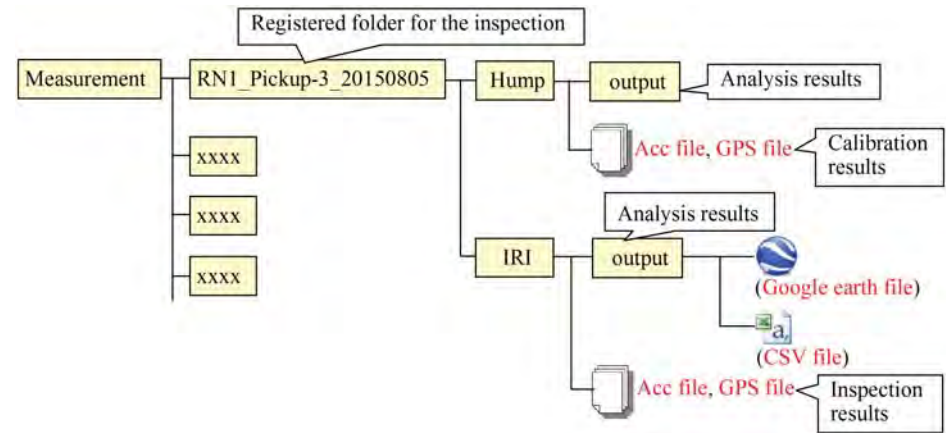 Registered folder for the inspection
Measurement
RN1_Pickup-3_20150805
Hump
output
Analysis results
xxxx
Acc file, GPS file
Calibration
results
xxxx
Analysis results
xxxx
IRI
output
(Google earth file)
a,
(CSV file)
Acc file, GPS file
Inspection
results